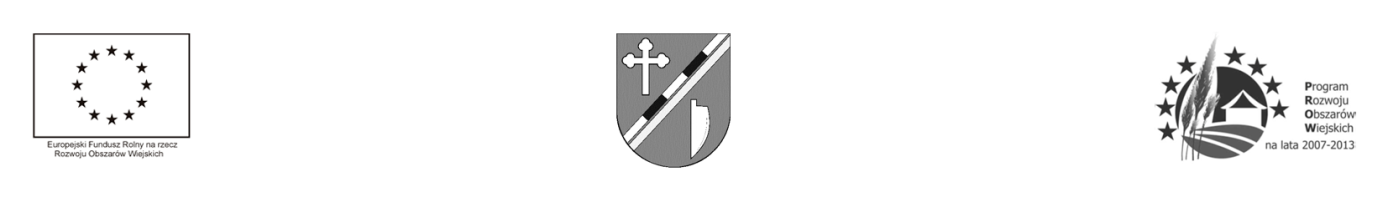 Europejski Fundusz Rolny na rzecz
Rozwoju Obszarów Wiejskich
Program
Rozwoju
Obszarów
Wiejskich
na lata 2007-2013